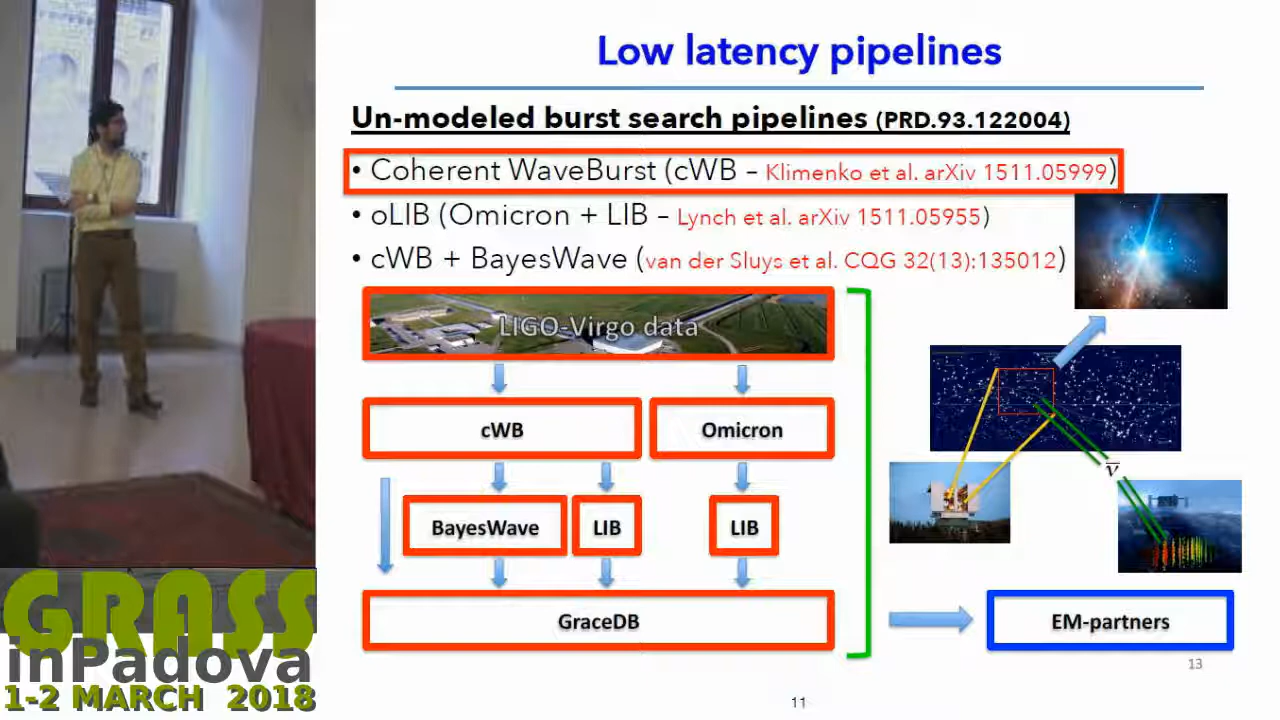 Low latency pipelines
Un-modeled burst search pipelines (PRD.93.122004)
• Coherent WaveBurst (cWB – Klimenko et al. arXiv 1511.05999)
• oLIB (Omicron + LIB – Lynch et al. arXiv 1511.05955)
• cWB + BayesWave (van der Sluys et al. CQG 32(13):135012)
LIGO-Virgo data
cWB
Omicron
BayesWave
LIB
LIB
GraceDB
ν̅
EM-partners
13
11
GRASS
inPadova
1-2 MARCH 2018